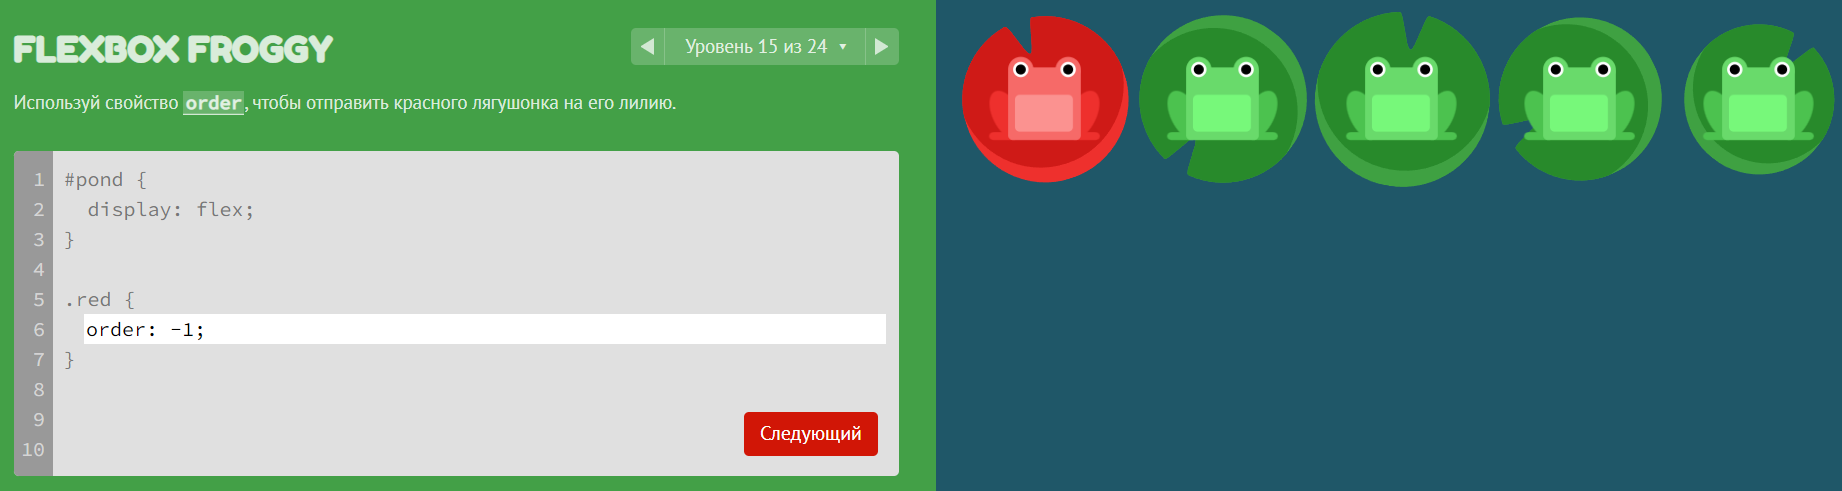 FLEXBOX FROGGY
Уровень 15 из 24
Используй свойство order, чтобы отправить красного лягушонка на его лилию.
1 #pond {
2 display: flex;
3 }
4
5 .red {
6 order: -1;
7 }
8
9
10
Следующий